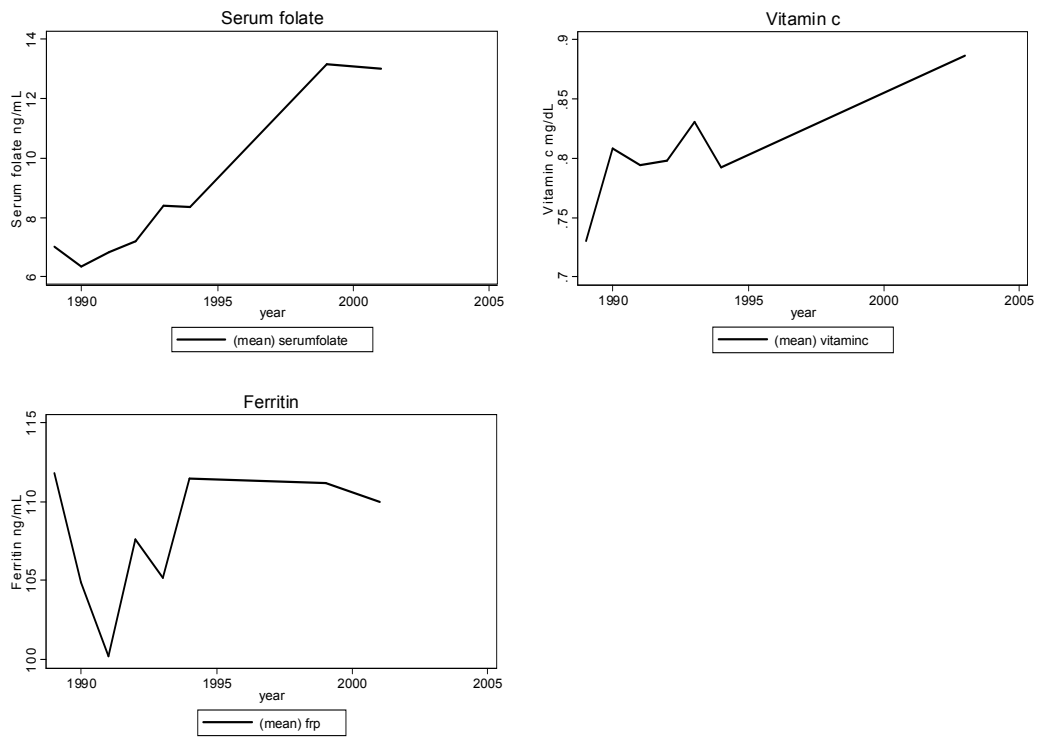 Serum folate
Serum folate ng/mL
14
12
10
8
6
1990 1995 2000 2005
year
(mean) serumfolate
Vitamin c
Vitamin c mg/dL
.9
.85
.8
.75
.7
1990 1995 2000 2005
year
(mean) vitaminc
Ferritin
Ferritin ng/mL
115
110
105
100
1990 1995 2000 2005
year
(mean) frp